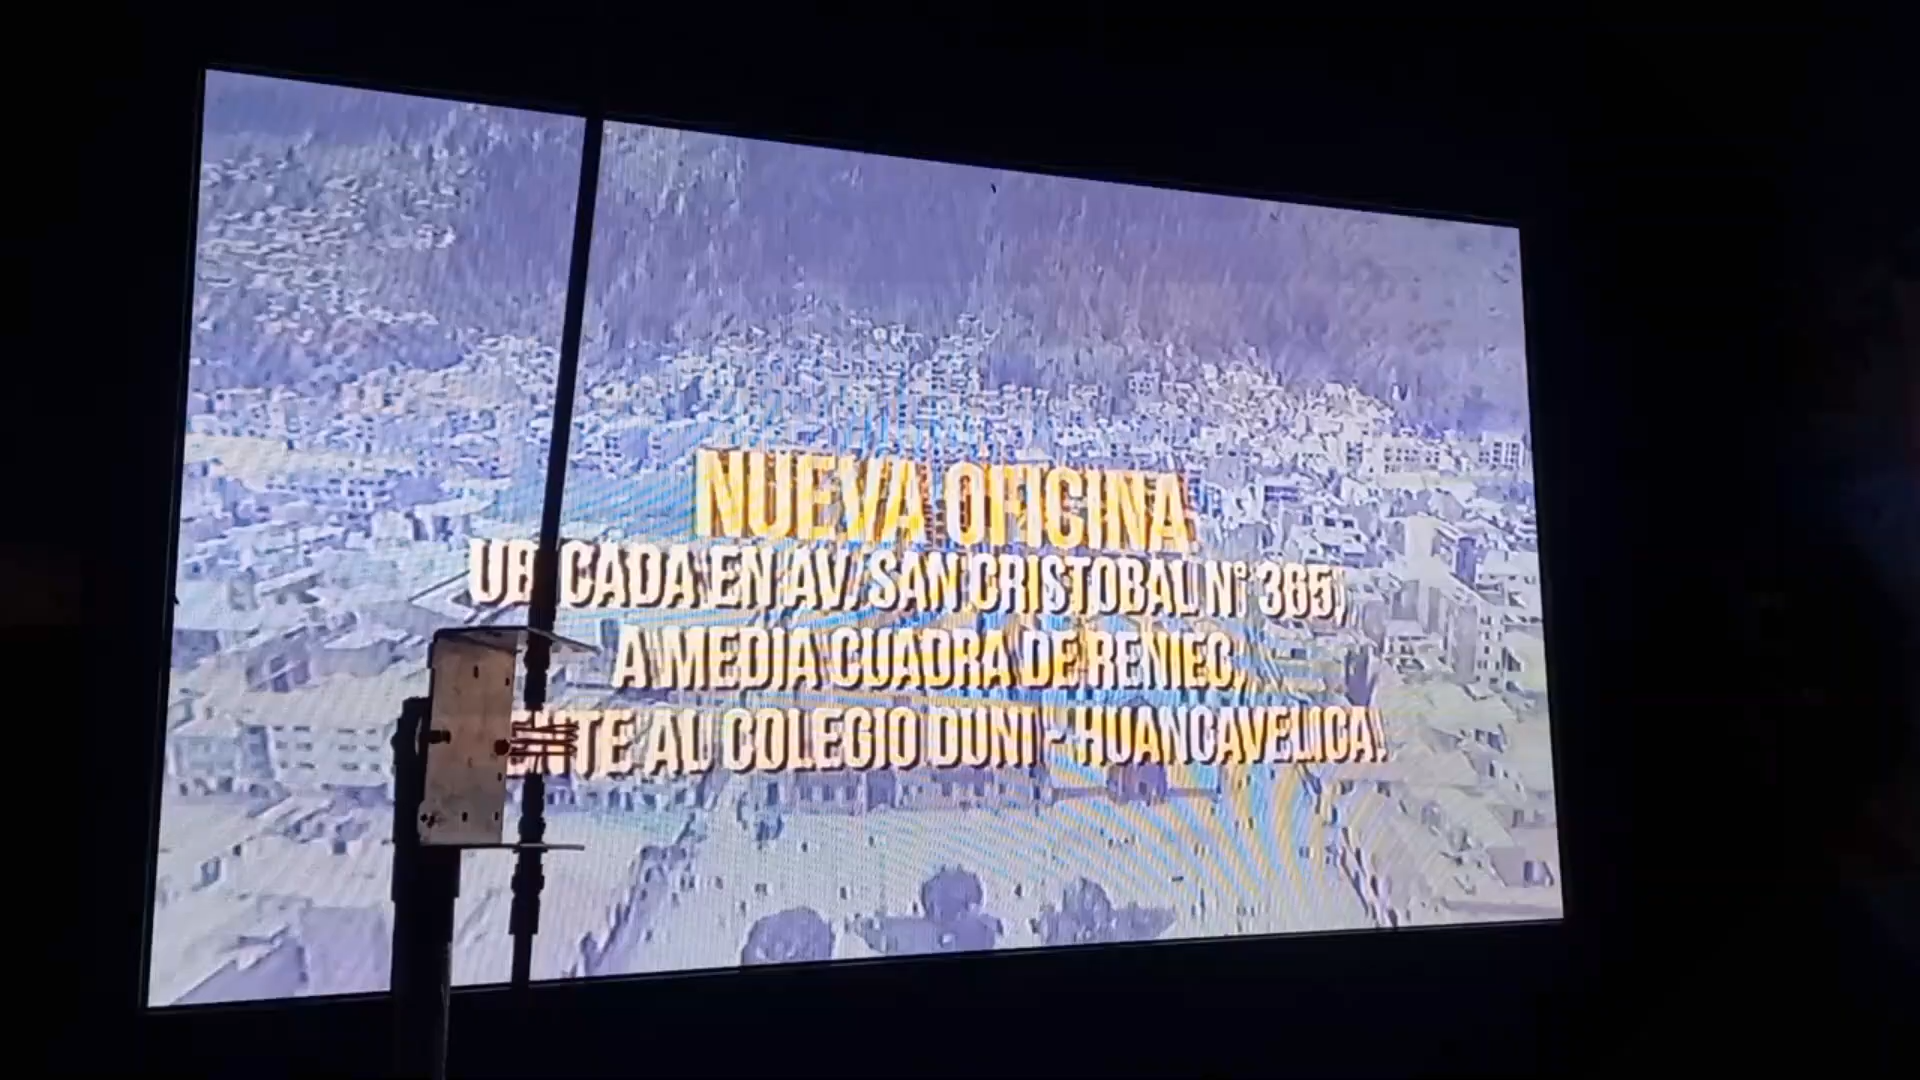 NUEVA OFICINA
UBICADA EN AV. SAN CRISTOBAL N° 365,
A MEDIA CUADRA DE RENIEC,
AL COLEGIO DUNI - HUANCAVELICA!